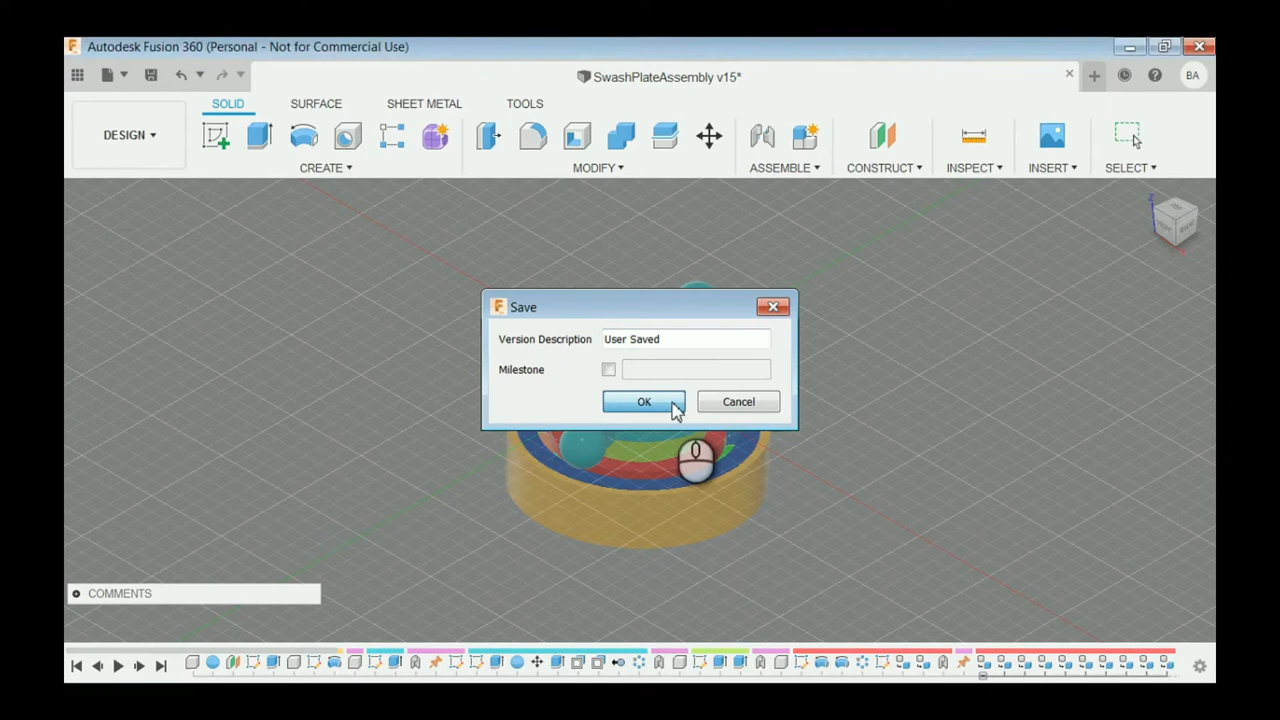 Autodesk Fusion 360 (Personal - Not for Commercial Use)
SwashPlateAssembly v15*
BA
DESIGN
SOLID
SURFACE
SHEET METAL
TOOLS
CREATE
MODIFY
ASSEMBLE
CONSTRUCT
INSPECT
INSERT
SELECT
Z
Save
Version Description
User Saved
Milestone
OK
Cancel
COMMENTS